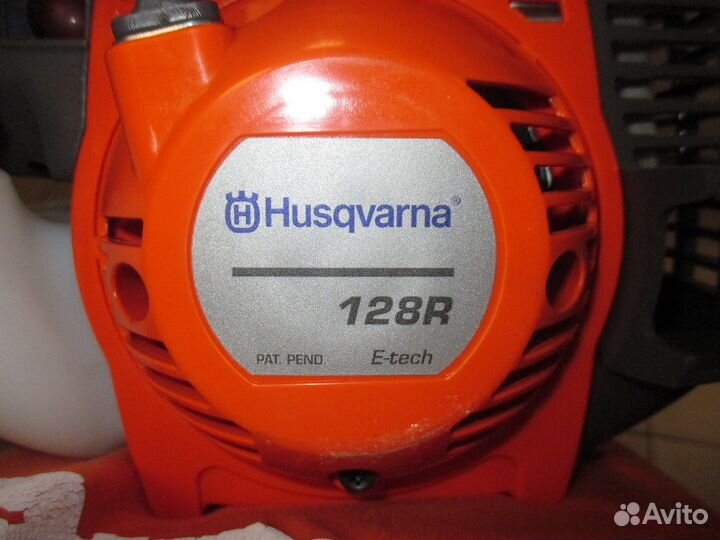 H Husqvarna®
128R
PAT. PEND E-tech
Avito